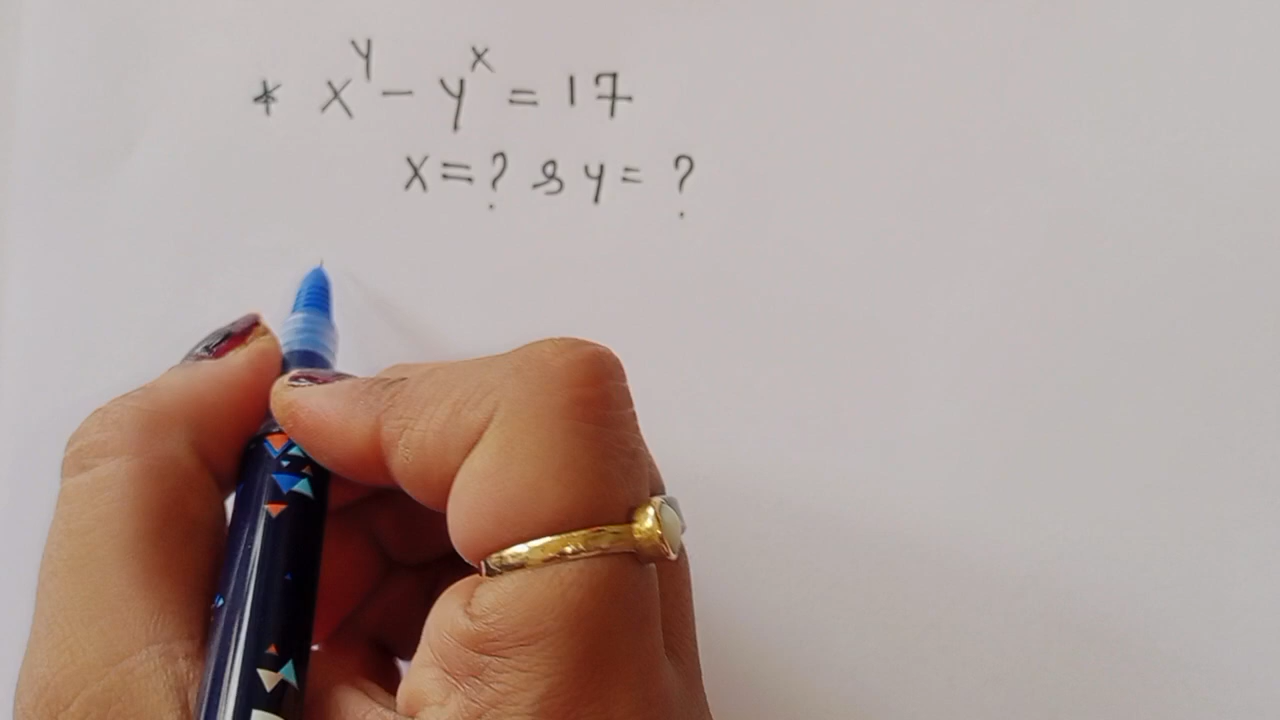 * x^y - y^x = 17
x = ? & y = ?